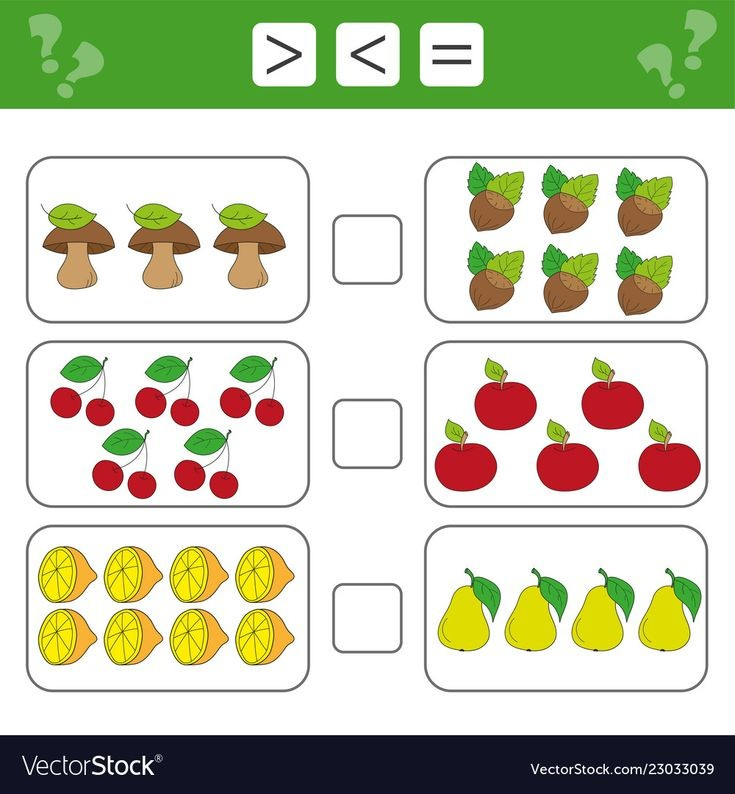 ? ? > < = ? ?
VectorStock®
VectorStock.com/23033039